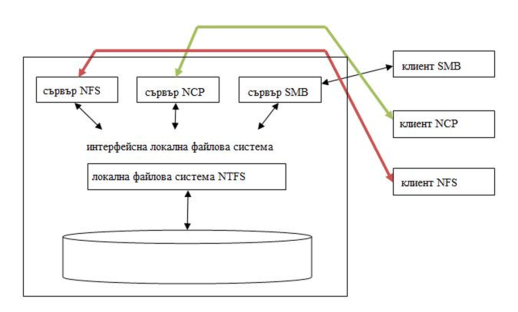 клиент SMB
сървър NFS
сървър NCP
сървър SMB
клиент NCP
интерфейсна локална файлова система
локална файлова система NTFS
клиент NFS